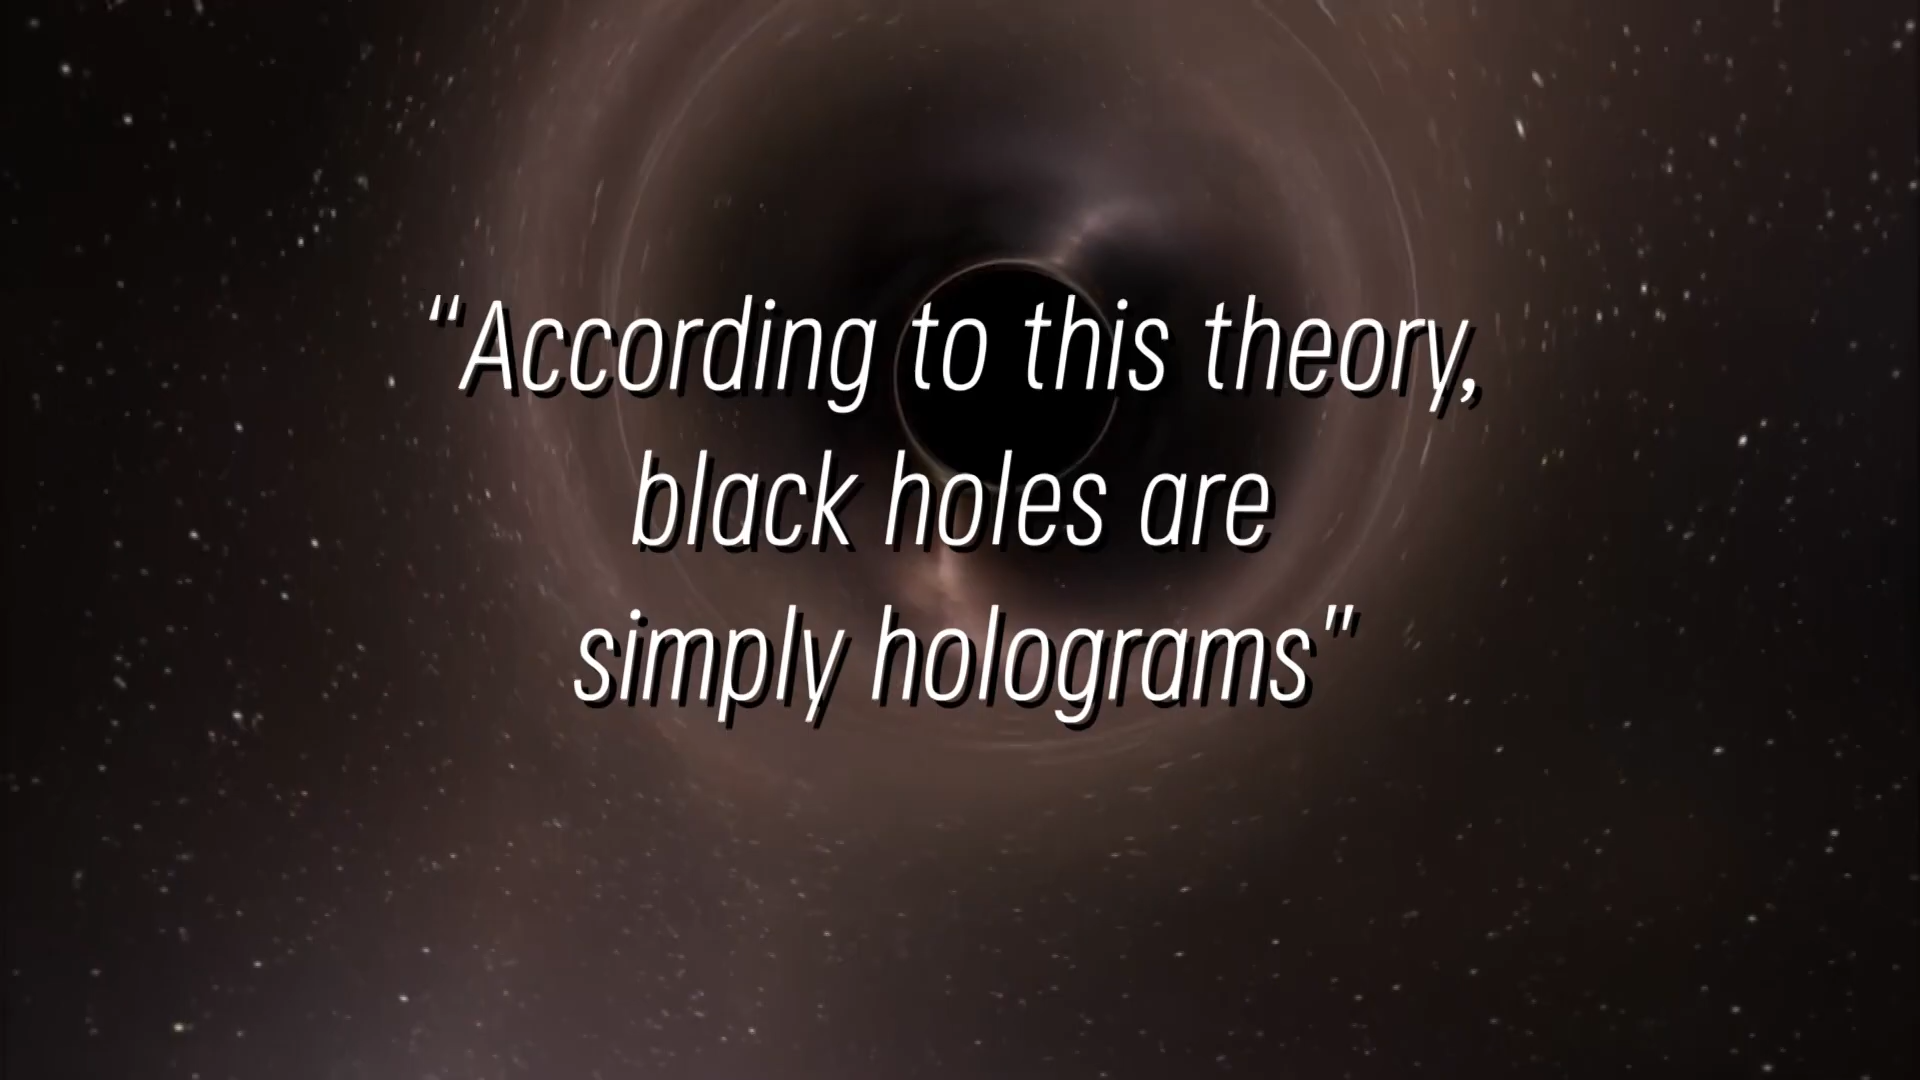 “According to this theory,
black holes are
simply holograms”